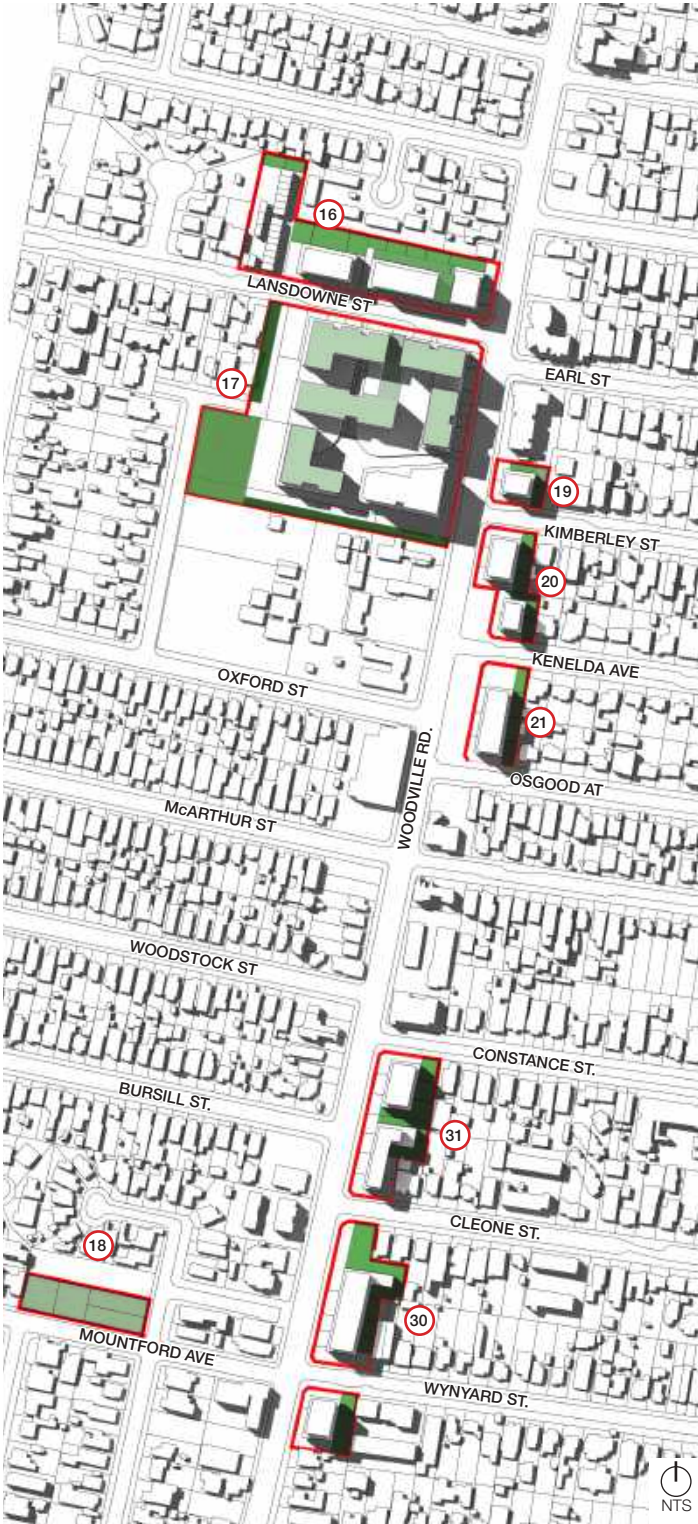 16
LANSDOWNE ST
EARL ST
17
19
KIMBERLEY ST
20
KENELDA AVE
OXFORD ST
21
WOODVILLE RD.
OSGOOD AT
McARTHUR ST
WOODSTOCK ST
CONSTANCE ST.
BURSILL ST.
31
CLEONE ST.
18
30
MOUNTFORD AVE
WYNYARD ST.
NTS